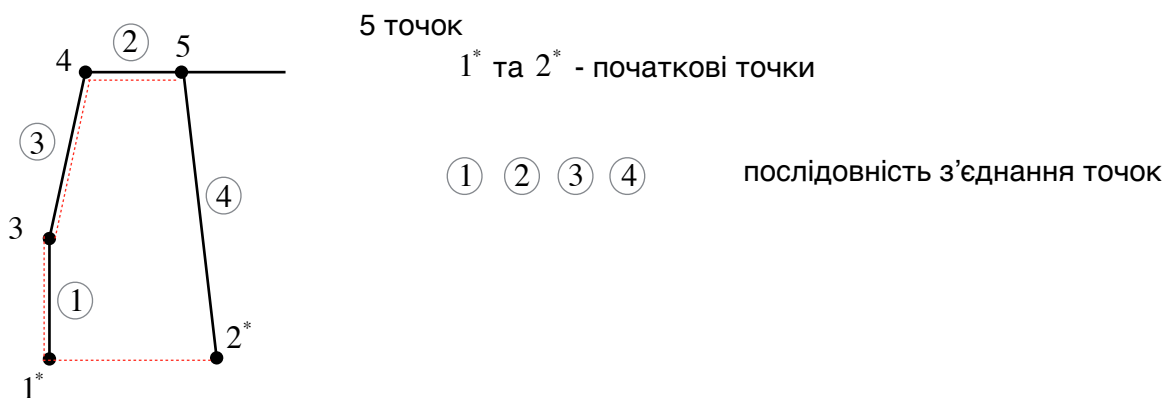 5 точок
1* та 2* - початкові точки
4 ② 5
③
① ② ③ ④ послідовність з’єднання точок
④
3
①
2*
1*